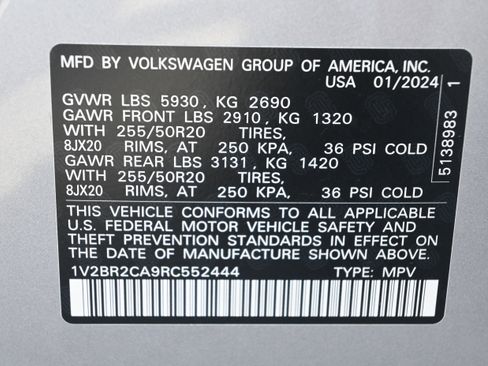 MFD BY VOLKSWAGEN GROUP OF AMERICA, INC.
USA 01/2024
GVWR LBS 5930 , KG 2690
GAWR FRONT LBS 2910 , KG 1320
WITH 255/50R20 TIRES,
8JX20 RIMS, AT 250 KPA, 36 PSI COLD
GAWR REAR LBS 3131 , KG 1420
WITH 255/50R20 TIRES,
8JX20 RIMS, AT 250 KPA, 36 PSI COLD
THIS VEHICLE CONFORMS TO ALL APPLICABLE
U.S. FEDERAL MOTOR VEHICLE SAFETY AND
THEFT PREVENTION STANDARDS IN EFFECT ON
THE DATE OF MANUFACTURE SHOWN ABOVE.
1V2BR2CA9RC552444 TYPE: MPV
5138983 1